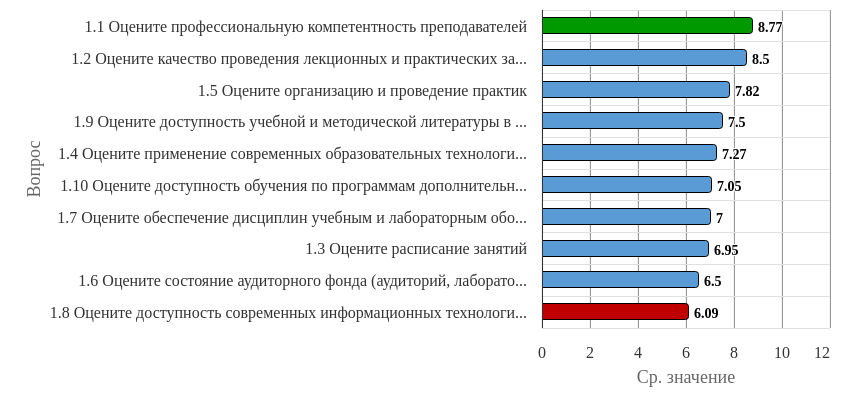 1.1 Оцените профессиональную компетентность преподавателей 8.77
1.2 Оцените качество проведения лекционных и практических за... 8.5
1.5 Оцените организацию и проведение практик 7.82
1.9 Оцените доступность учебной и методической литературы в ... 7.5
1.4 Оцените применение современных образовательных технологи... 7.27
1.10 Оцените доступность обучения по программам дополнительн... 7.05
1.7 Оцените обеспечение дисциплин учебным и лабораторным обо... 7
1.3 Оцените расписание занятий 6.95
1.6 Оцените состояние аудиторного фонда (аудиторий, лаборато... 6.5
1.8 Оцените доступность современных информационных технологи... 6.09
Вопрос
0 2 4 6 8 10 12
Ср. значение